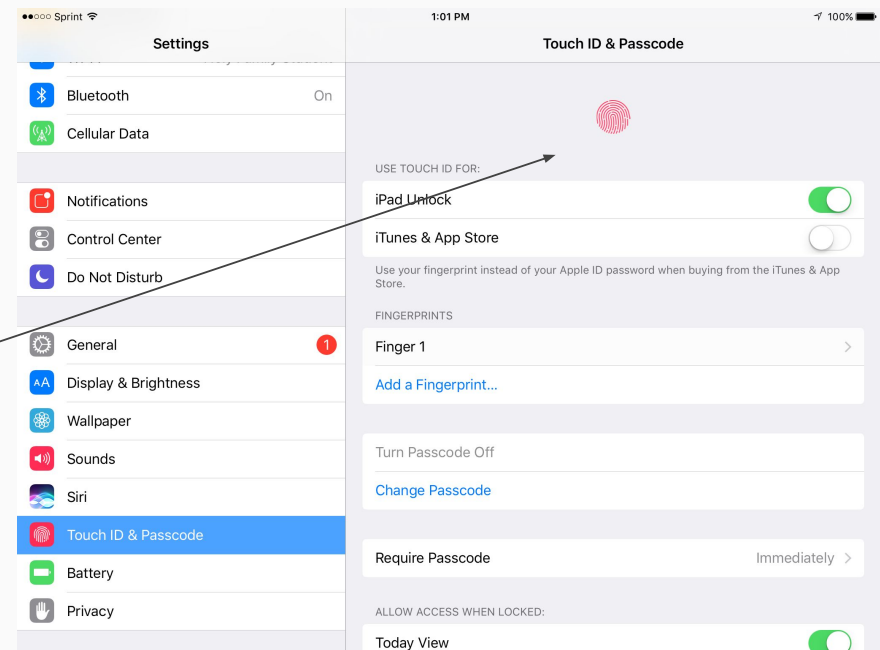 Sprint
1:01 PM
100%
Settings
Touch ID & Passcode
Bluetooth
On
Cellular Data
Notifications
Control Center
Do Not Disturb
General
1
AA
Display & Brightness
Wallpaper
Sounds
Siri
Touch ID & Passcode
Battery
Privacy
USE TOUCH ID FOR:
iPad Unlock
iTunes & App Store
Use your fingerprint instead of your Apple ID password when buying from the iTunes & App
Store.
FINGERPRINTS
Finger 1
Add a Fingerprint...
Turn Passcode Off
Change Passcode
Require Passcode
Immediately
ALLOW ACCESS WHEN LOCKED:
Today View